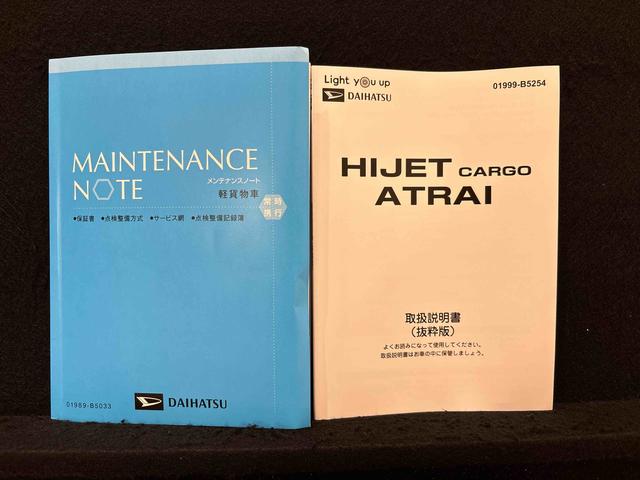 MAINTENANCE
NOTE
メンテナンスノート
軽貨物車
常時
携行
●保証書 ●点検整備方式 ●サービス網 ●点検整備記録簿
01989-B5033
DAIHATSU
Light you up
DAIHATSU
01999-B5254
HIJET CARGO
ATRAI
取扱説明書
（抜粋版）
よくお読みになって使用してください。
取扱説明書はお車の中に保管しましょう。